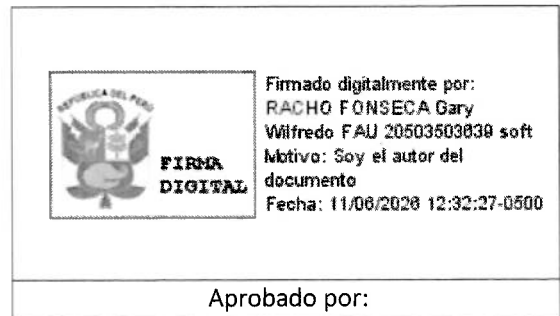 REPUBLICA DEL PERU
FIRMA
DIGITAL
Firmado digitalmente por:
RACHO FONSECA Gary
Wilfredo FAU 20503503639 soft
Motivo: Soy el autor del
documento
Fecha: 11/06/2026 12:32:27-0500
Aprobado por: